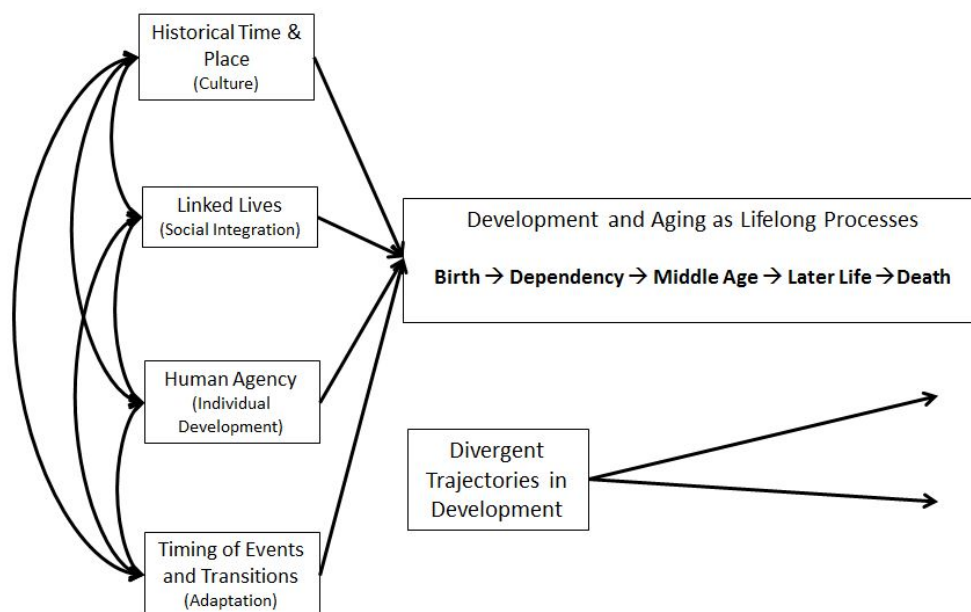 Historical Time &
Place
(Culture)
Linked Lives
(Social Integration)
Human Agency
(Individual
Development)
Timing of Events
and Transitions
(Adaptation)
Development and Aging as Lifelong Processes
Birth → Dependency → Middle Age → Later Life → Death
Divergent
Trajectories in
Development